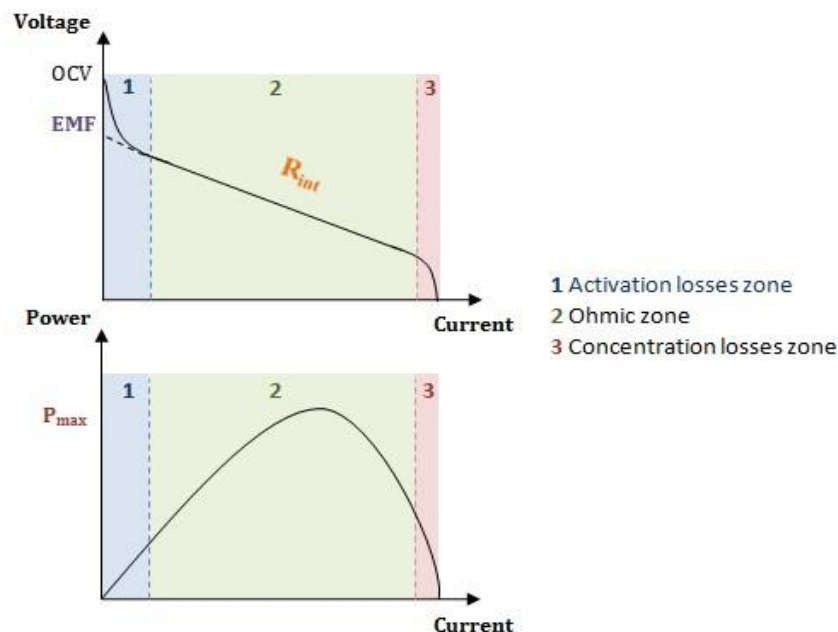 Voltage
OCV
1
2
3
EMF
R_int
Current
1 Activation losses zone
2 Ohmic zone
3 Concentration losses zone
Power
1
2
3
P_max
Current